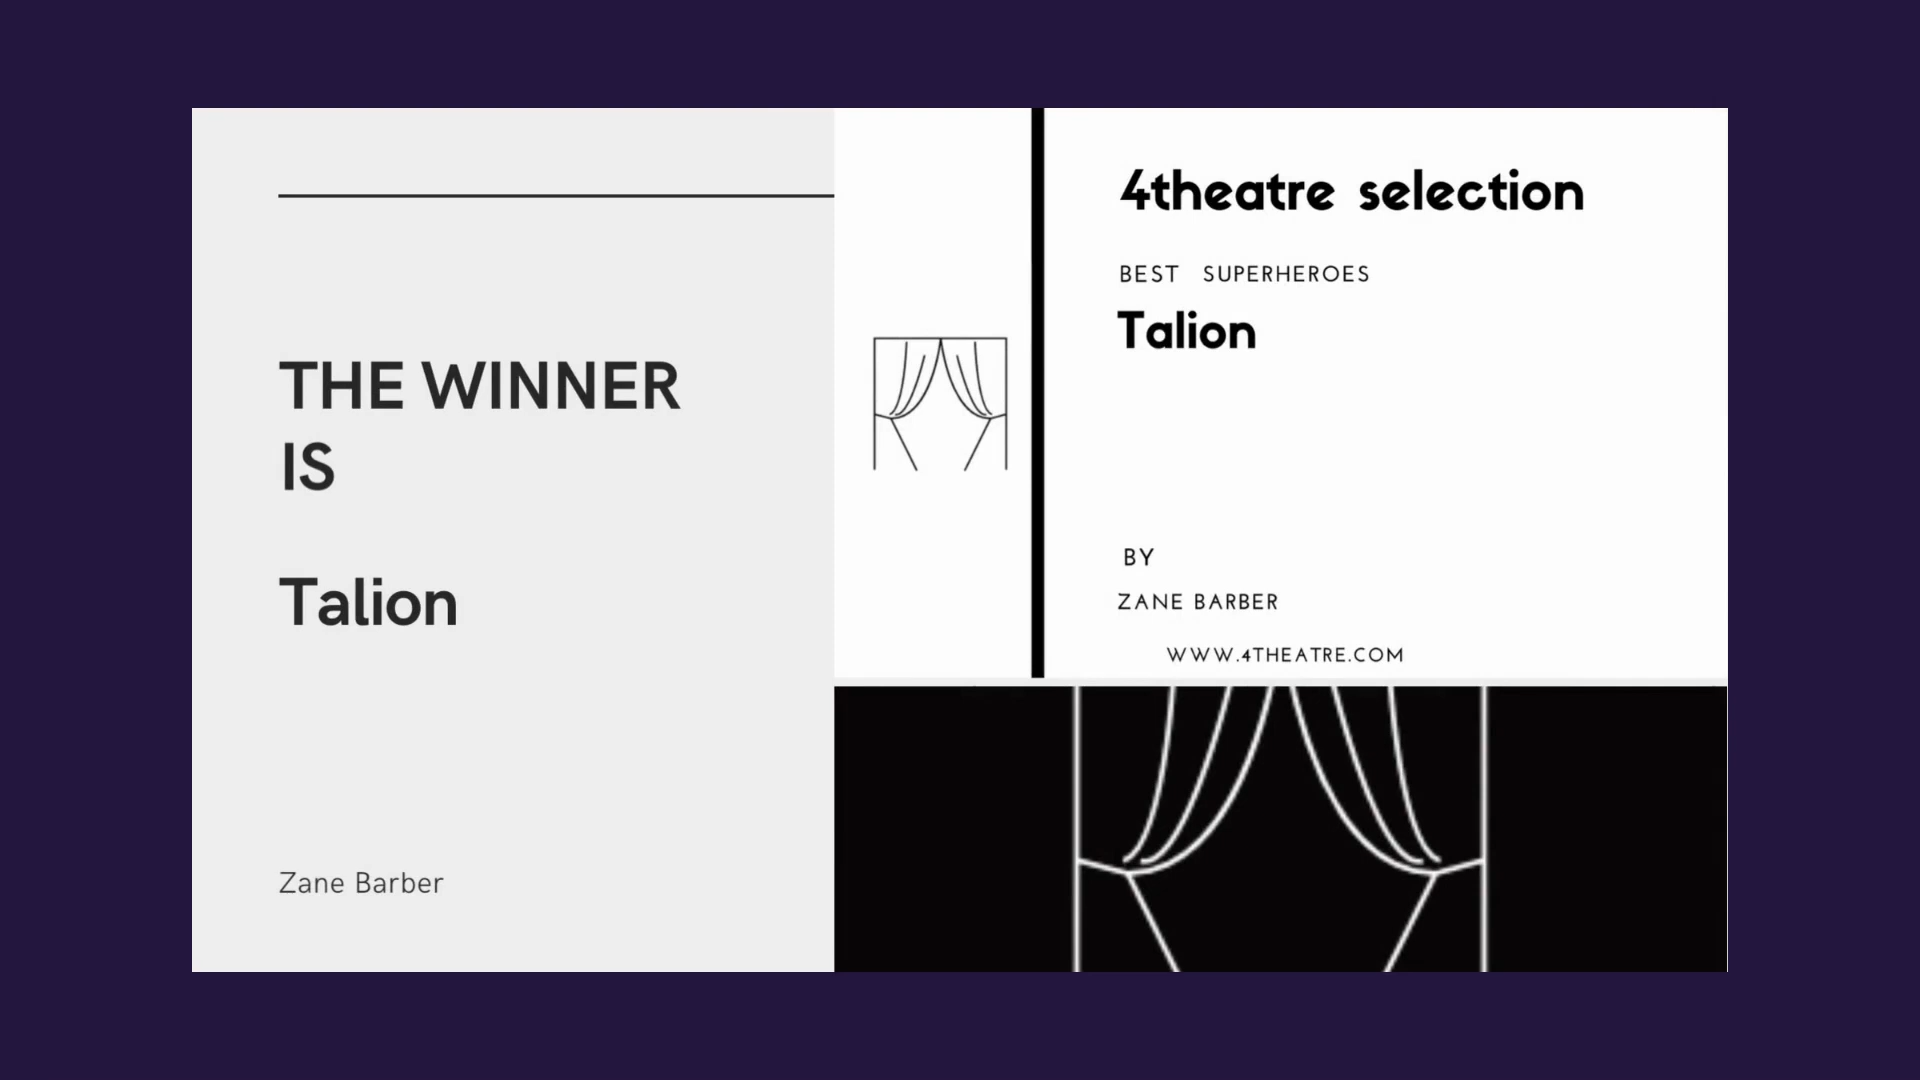 THE WINNER
IS
Talion
Zane Barber
4theatre selection
BEST SUPERHEROES
Talion
BY
ZANE BARBER
WWW.4THEATRE.COM